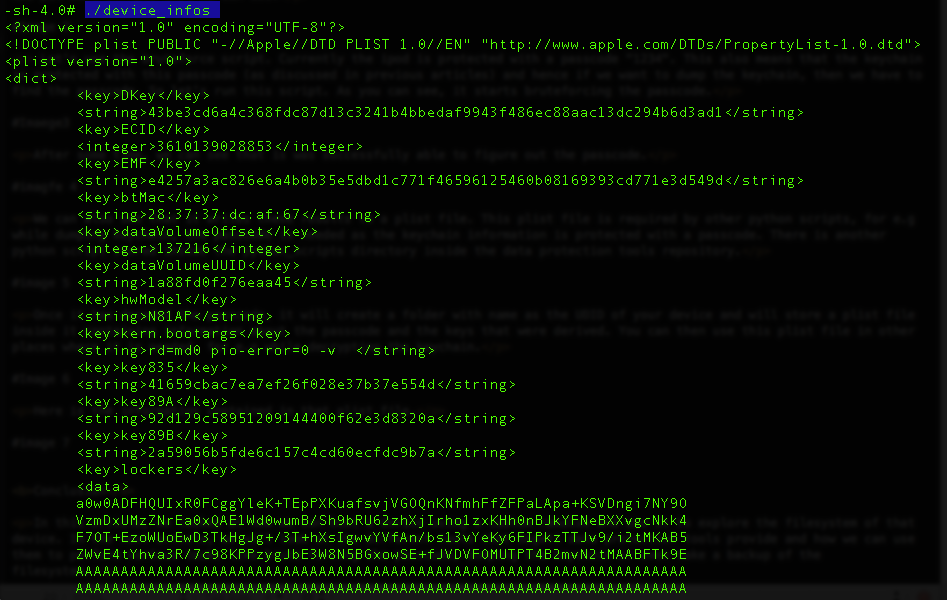 -sh-4.0# ./device_infos
<?xml version="1.0" encoding="UTF-8"?>
<!DOCTYPE plist PUBLIC "-//Apple//DTD PLIST 1.0//EN" "http://www.apple.com/DTDs/PropertyList-1.0.dtd">
<plist version="1.0">
<dict>
<key>DKey</key>
<string>43be3cd6a4c368fdc87d13c3241b4bbedaf9943f486ec88aac13dc294b6d3ad1</string>
<key>ECID</key>
<integer>3610139028853</integer>
<key>EMF</key>
<string>e4257a3ac826e6a4b0b35e5dbd1c771f46596125460b08169393cd771e3d549d</string>
<key>btMac</key>
<string>28:37:37:dc:af:67</string>
<key>dataVolumeOffset</key>
<integer>137216</integer>
<key>dataVolumeUUID</key>
<string>1a88fd0f276eaa45</string>
<key>hwModel</key>
<string>N81AP</string>
<key>kern.bootargs</key>
<string>rd=md0 pio-error=0 -v  </string>
<key>key835</key>
<string>41659cbac7ea7ef26f028e37b37e554d</string>
<key>key89A</key>
<string>92d129c58951209144400f62e3d8320a</string>
<key>key89B</key>
<string>2a59056b5fde6c157c4cd60ecfdc9b7a</string>
<key>lockers</key>
<data>
a0w0ADFHQUIxR0FCggYleK+TEpPXKuafsvjVGOQnKNfmhFfZFPaLApa+KSVDngi7NY9O
VzmDxUMzZNrEa0xQAE1Wd0wumB/Sh9bRU62zhXjIrho1zxKHh0nBJkYFNeBXXvgcNkk4
F7OT+EzoWUoEwD3TkHgJg+/3T+hXsIgwvYVfAn/bs13vYeKy6FIPkzTTJv9/i2tMKAB5
ZWvE4tYhva3R/7c98KPPzygJbE3W8N5BGxowSE+fJVDVFOMUTPT4B2mvN2tMAABFTk9E
AAAAAAAAAAAAAAAAAAAAAAAAAAAAAAAAAAAAAAAAAAAAAAAAAAAAAAAAAAAAAAAAAAAA
AAAAAAAAAAAAAAAAAAAAAAAAAAAAAAAAAAAAAAAAAAAAAAAAAAAAAAAAAAAAAAAAAAAA